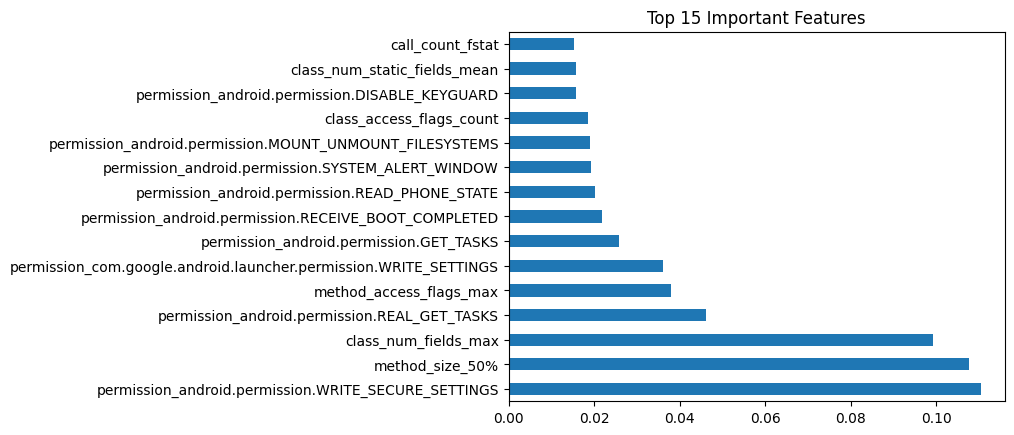 Top 15 Important Features
call_count_fstat
class_num_static_fields_mean
permission_android.permission.DISABLE_KEYGUARD
class_access_flags_count
permission_android.permission.MOUNT_UNMOUNT_FILESYSTEMS
permission_android.permission.SYSTEM_ALERT_WINDOW
permission_android.permission.READ_PHONE_STATE
permission_android.permission.RECEIVE_BOOT_COMPLETED
permission_android.permission.GET_TASKS
permission_com.google.android.launcher.permission.WRITE_SETTINGS
method_access_flags_max
permission_android.permission.REAL_GET_TASKS
class_num_fields_max
method_size_50%
permission_android.permission.WRITE_SECURE_SETTINGS
0.00 0.02 0.04 0.06 0.08 0.10